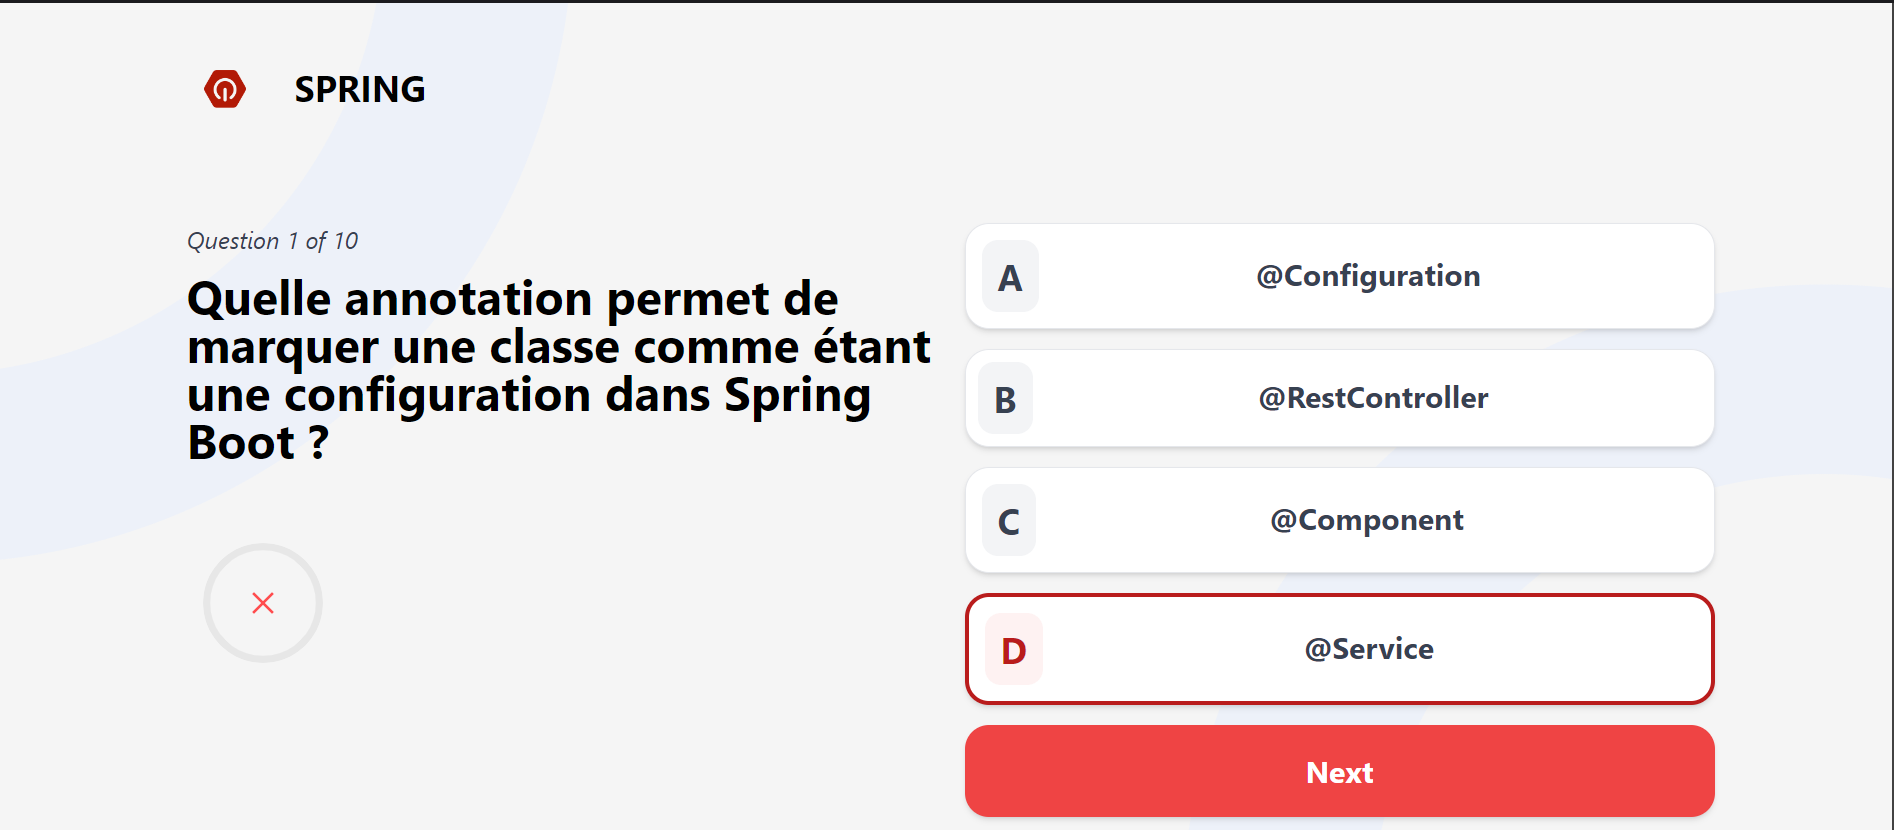 SPRING
Question 1 of 10
Quelle annotation permet de
marquer une classe comme étant
une configuration dans Spring
Boot ?
A @Configuration
B @RestController
C @Component
D @Service
Next